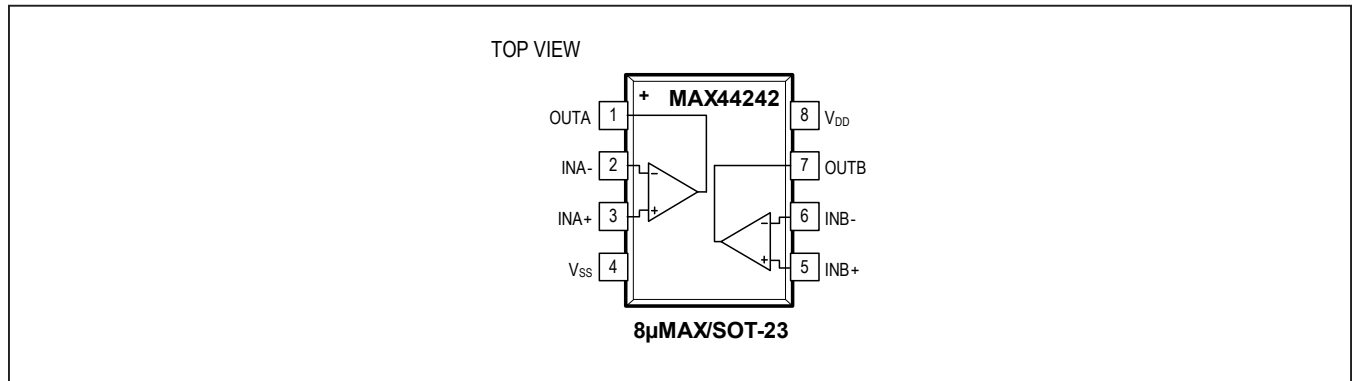 TOP VIEW
+ MAX44242
OUTA 1
8 VDD
INA- 2
7 OUTB
-
INA+ 3
+
- 6 INB-
VSS 4
+ 5 INB+
8µMAX/SOT-23